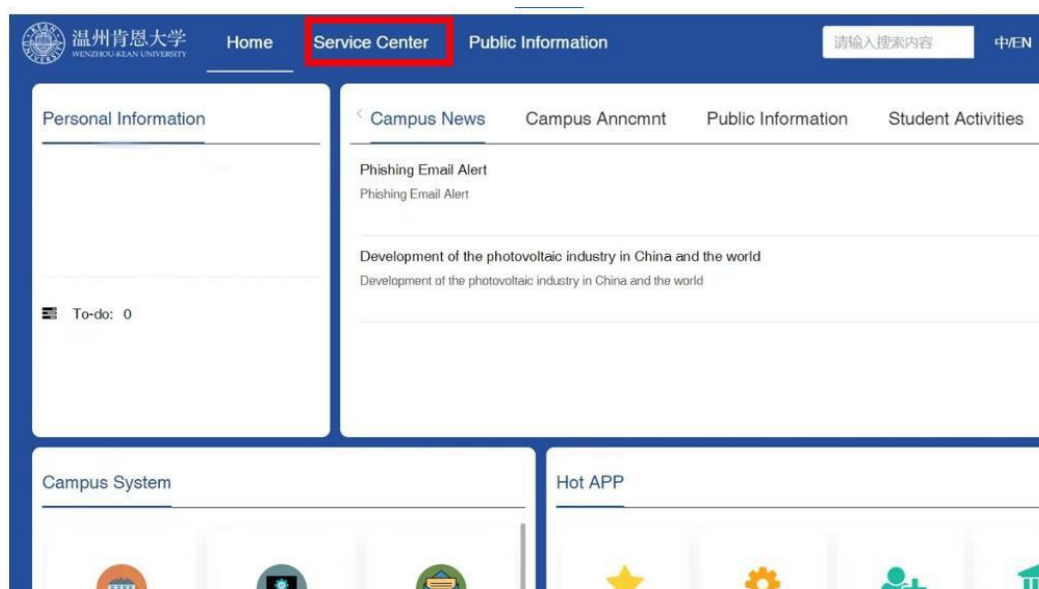 温州肯恩大学
WENZHOU-KEAN UNIVERSITY
Home
Service Center
Public Information
请输入搜索内容
中/EN
Personal Information
To-do: 0
Campus News
Campus Anncmnt
Public Information
Student Activities
Phishing Email Alert
Phishing Email Alert
Development of the photovoltaic industry in China and the world
Development of the photovoltaic industry in China and the world
Campus System
Hot APP